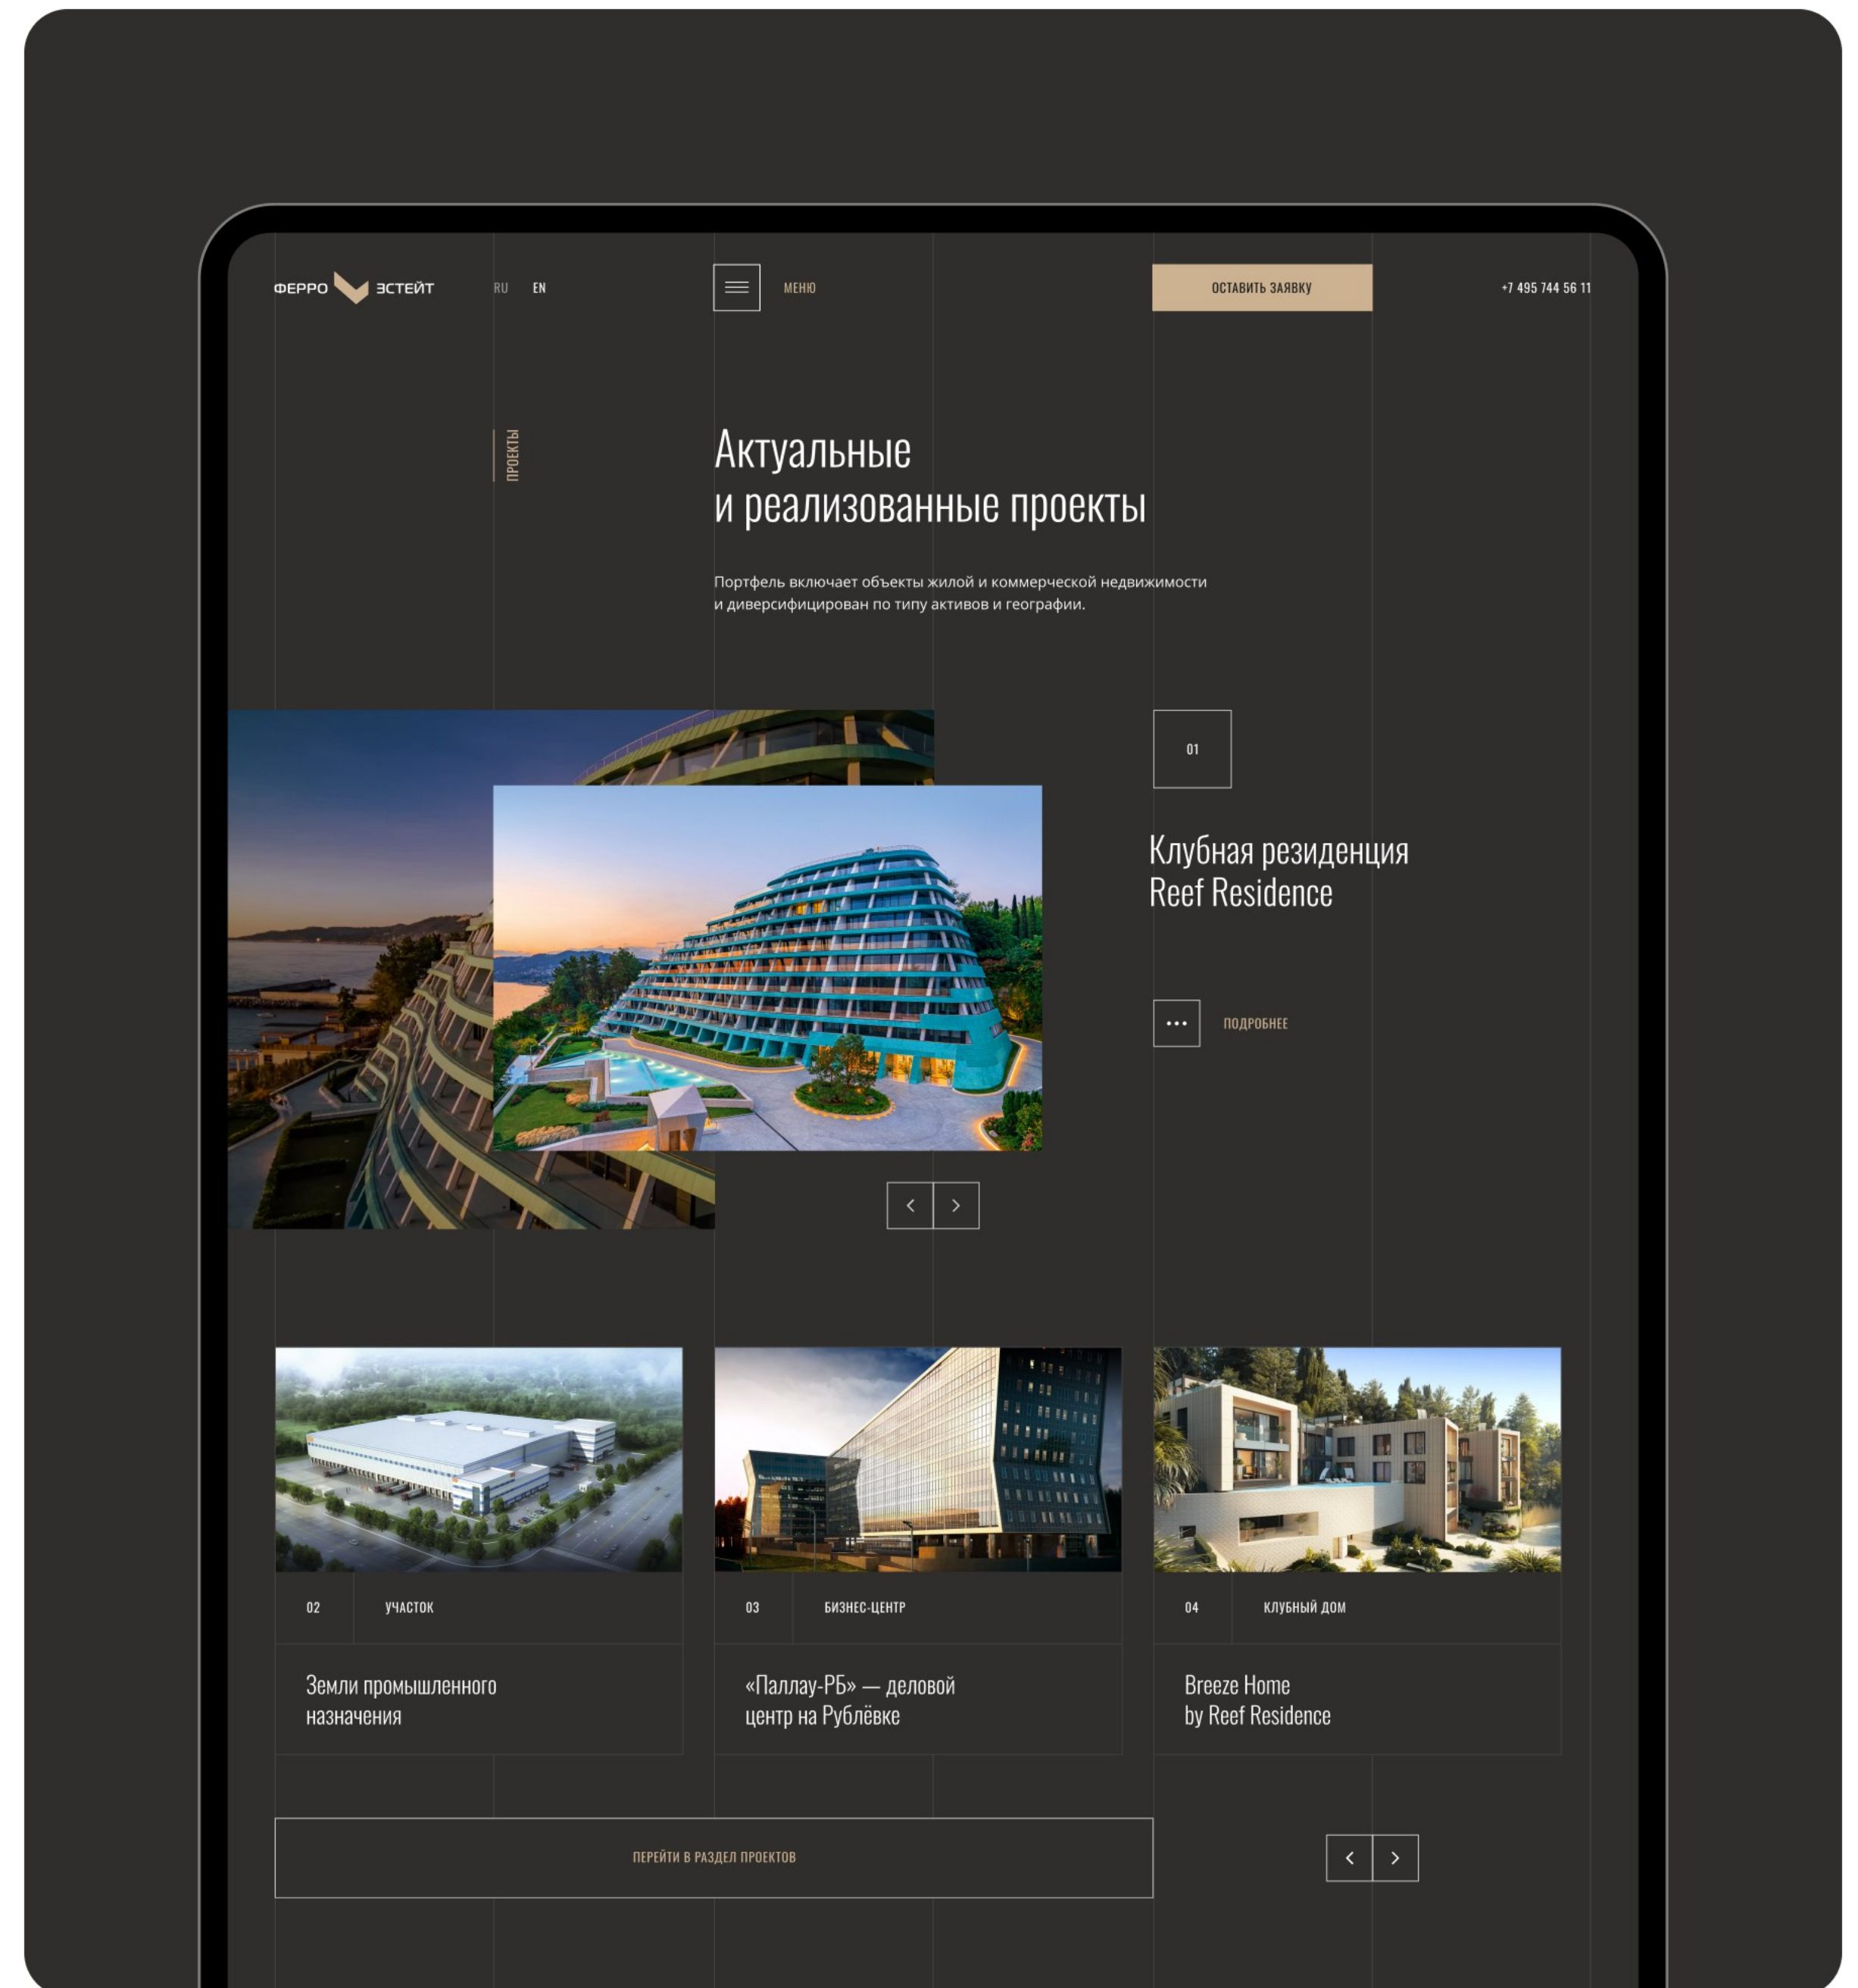 ФЕРРО ЭСТЕЙТ
RU EN
МЕНЮ
ОСТАВИТЬ ЗАЯВКУ
+7 495 744 56 11
ПРОЕКТЫ
Актуальные
и реализованные проекты
Портфель включает объекты жилой и коммерческой недвижимости
и диверсифицирован по типу активов и географии.
01
Клубная резиденция
Reef Residence
ПОДРОБНЕЕ
02 УЧАСТОК
Земли промышленного
назначения
03 БИЗНЕС-ЦЕНТР
«Паллау-РБ» — деловой
центр на Рублёвке
04 КЛУБНЫЙ ДОМ
Breeze Home
by Reef Residence
ПЕРЕЙТИ В РАЗДЕЛ ПРОЕКТОВ